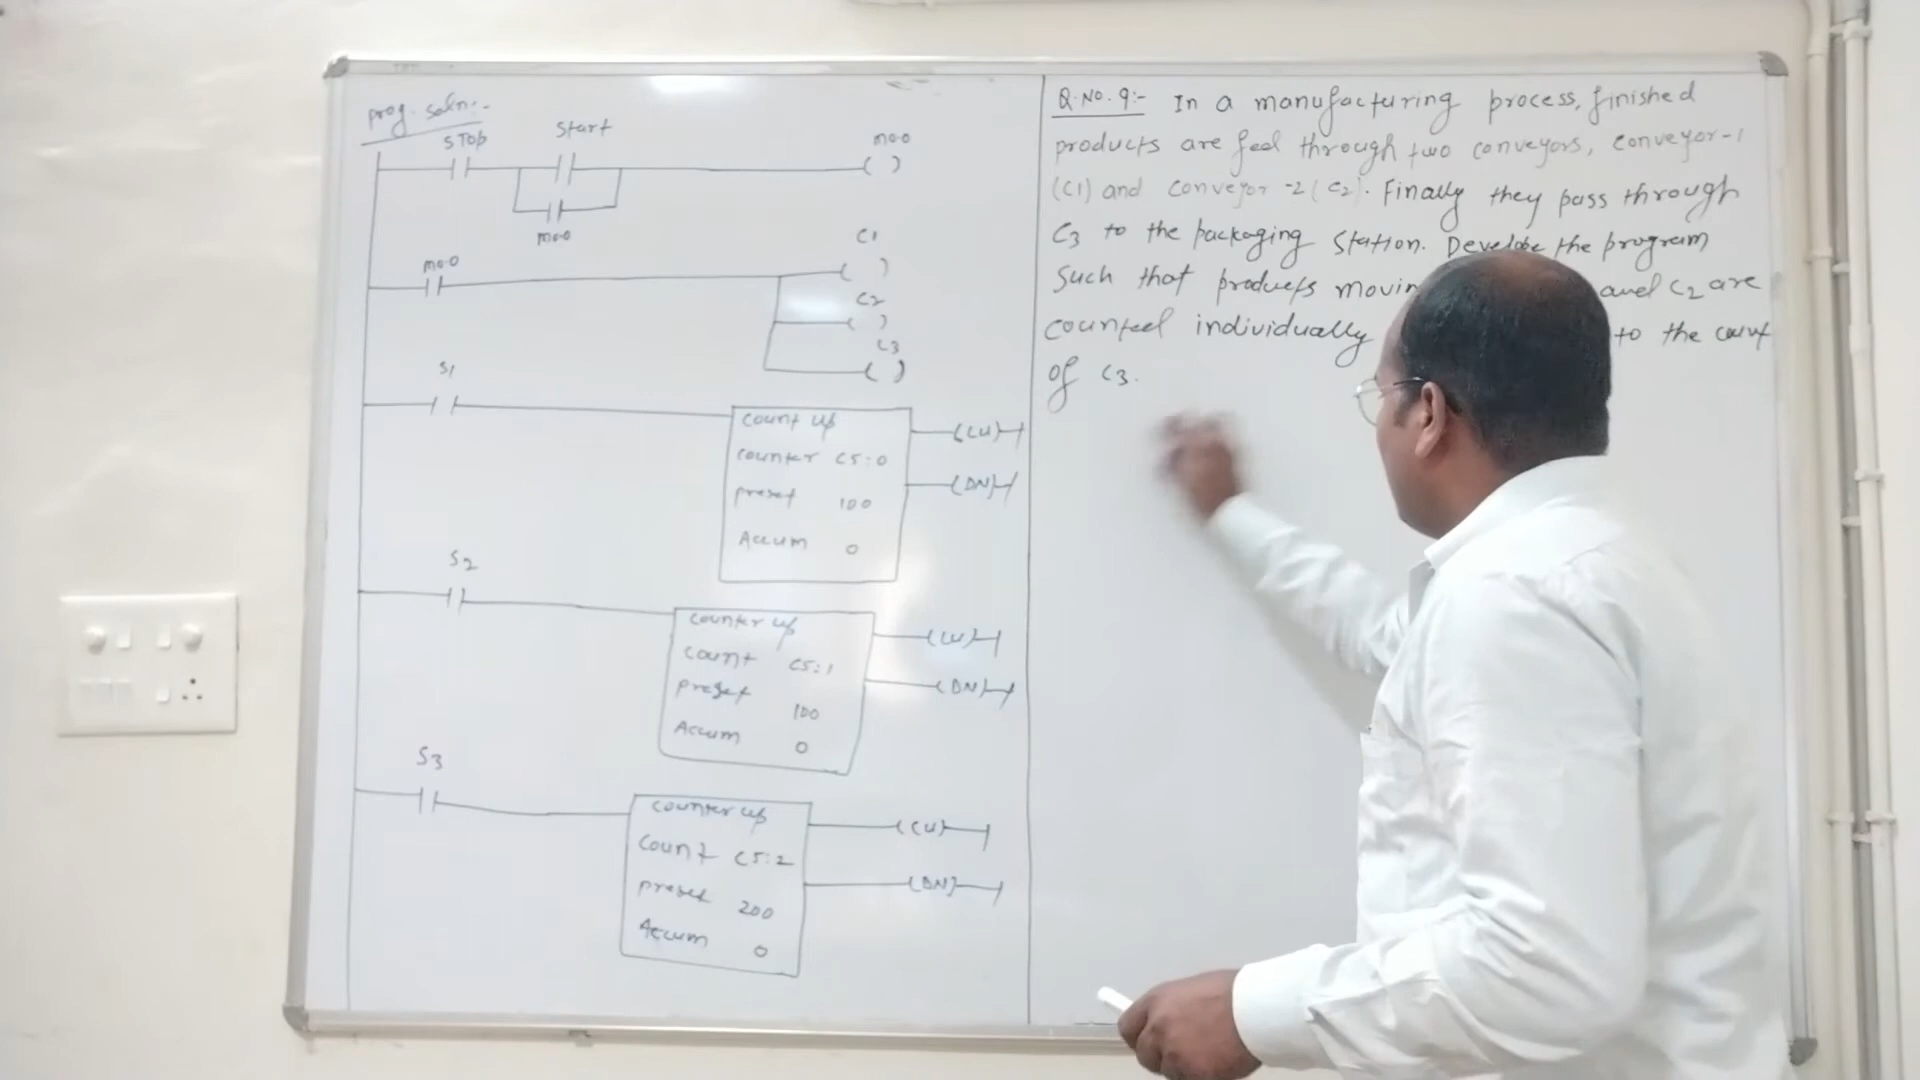 prog. soln:-
STOP
Start
m0.0
m0.0
m0.0
C1
C2
C3
S1
Count up
counter C5:0
preset 100
Accum 0
(CU)
(DN)
S2
Counter up
count C5:1
preset 100
Accum 0
(CU)
(DN)
S3
Counter up
Count C5:2
preset 200
Accum 0
(CU)
(DN)
Q.No.9:- In a manufacturing process, finished
products are feed through two conveyors, conveyor-1
(C1) and conveyor-2 (C2). Finally they pass through
C3 to the packaging station. Develope the program
Such that products movin and C2 are
counted individually to the count
of C3.